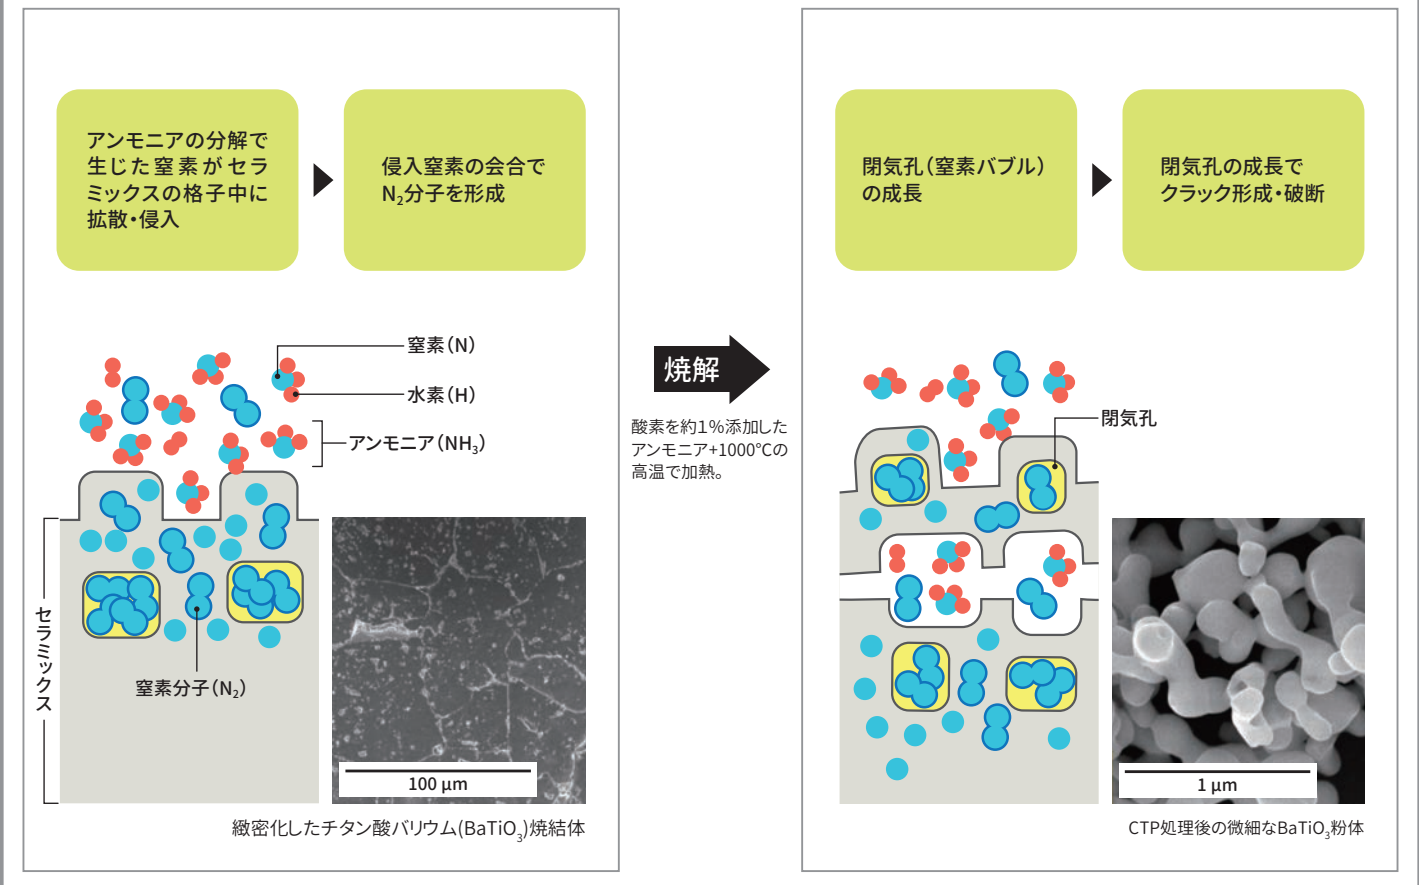 アンモニアの分解で
生じた窒素がセラ
ミックスの格子中に
拡散・侵入
侵入窒素の会合で
N₂分子を形成
窒素(N)
水素(H)
アンモニア(NH₃)
セラミックス
窒素分子(N₂)
100 μm
緻密化したチタン酸バリウム(BaTiO₃)焼結体
焼解
酸素を約1%添加した
アンモニア+1000℃の
高温で加熱。
閉気孔(窒素バブル)
の成長
閉気孔の成長で
クラック形成・破断
閉気孔
1 μm
CTP処理後の微細なBaTiO₃粉体